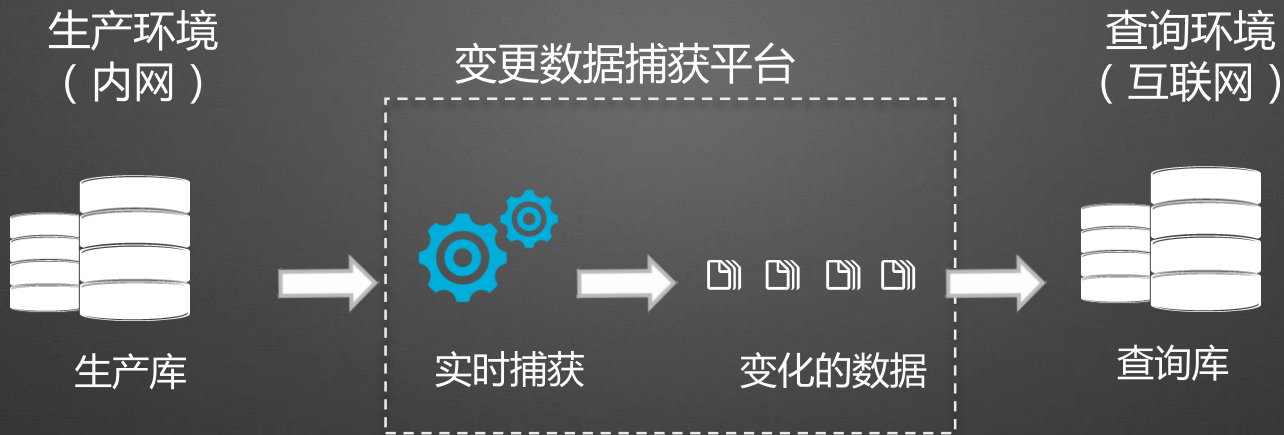 生产环境
（内网）
变更数据捕获平台
查询环境
（互联网）
生产库
实时捕获
变化的数据
查询库